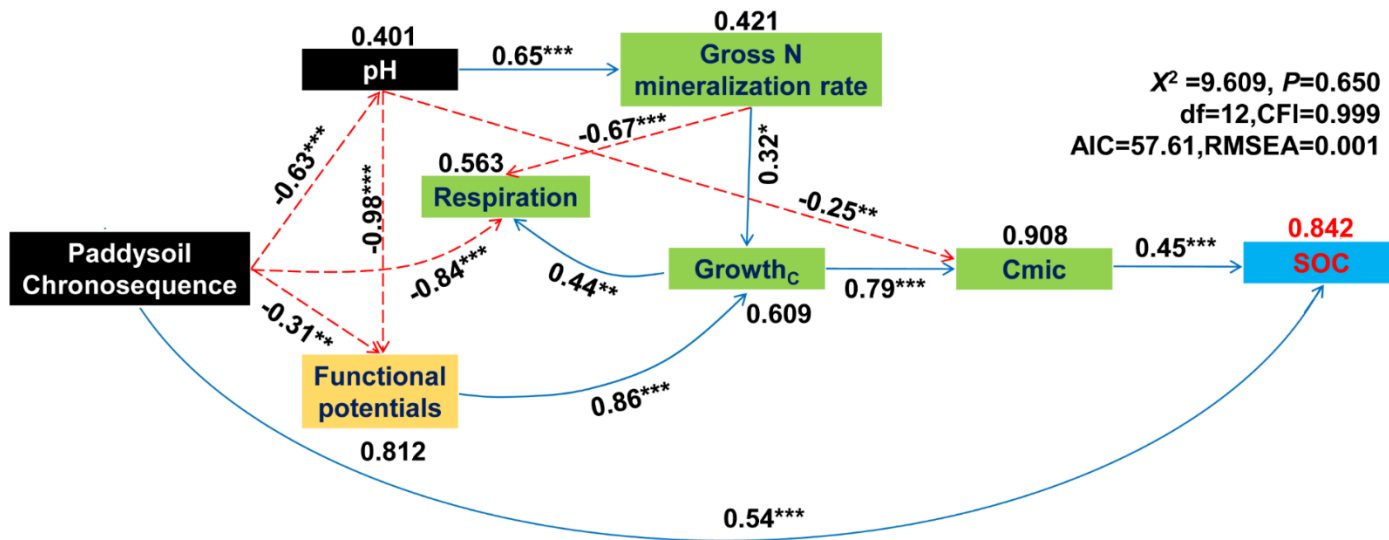 0.401
pH
0.65***
0.421
Gross N
mineralization rate
X² =9.609, P=0.650
df=12,CFI=0.999
AIC=57.61,RMSEA=0.001
-0.63***
-0.98***
-0.67***
0.32*
0.563
Respiration
-0.25**
Paddysoil
Chronosequence
-0.84***
0.44**
Growth_C
0.609
0.79***
0.908
Cmic
0.45***
0.842
SOC
-0.31**
Functional
potentials
0.812
0.86***
0.54***